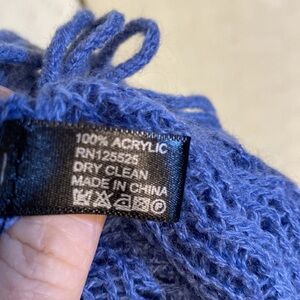 100% ACRYLIC
RN125525
DRY CLEAN
MADE IN CHINA